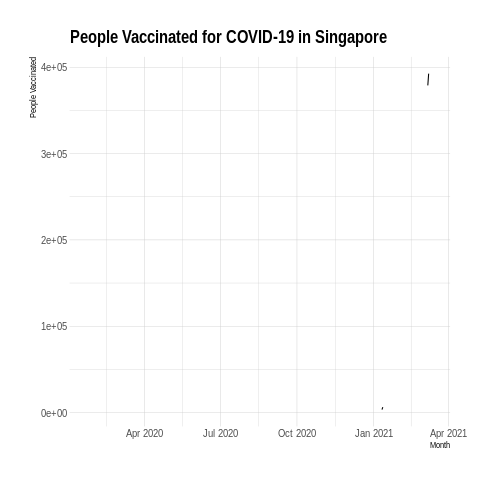 People Vaccinated for COVID-19 in Singapore
People Vaccinated
4e+05
3e+05
2e+05
1e+05
0e+00
Apr 2020 Jul 2020 Oct 2020 Jan 2021 Apr 2021
Month